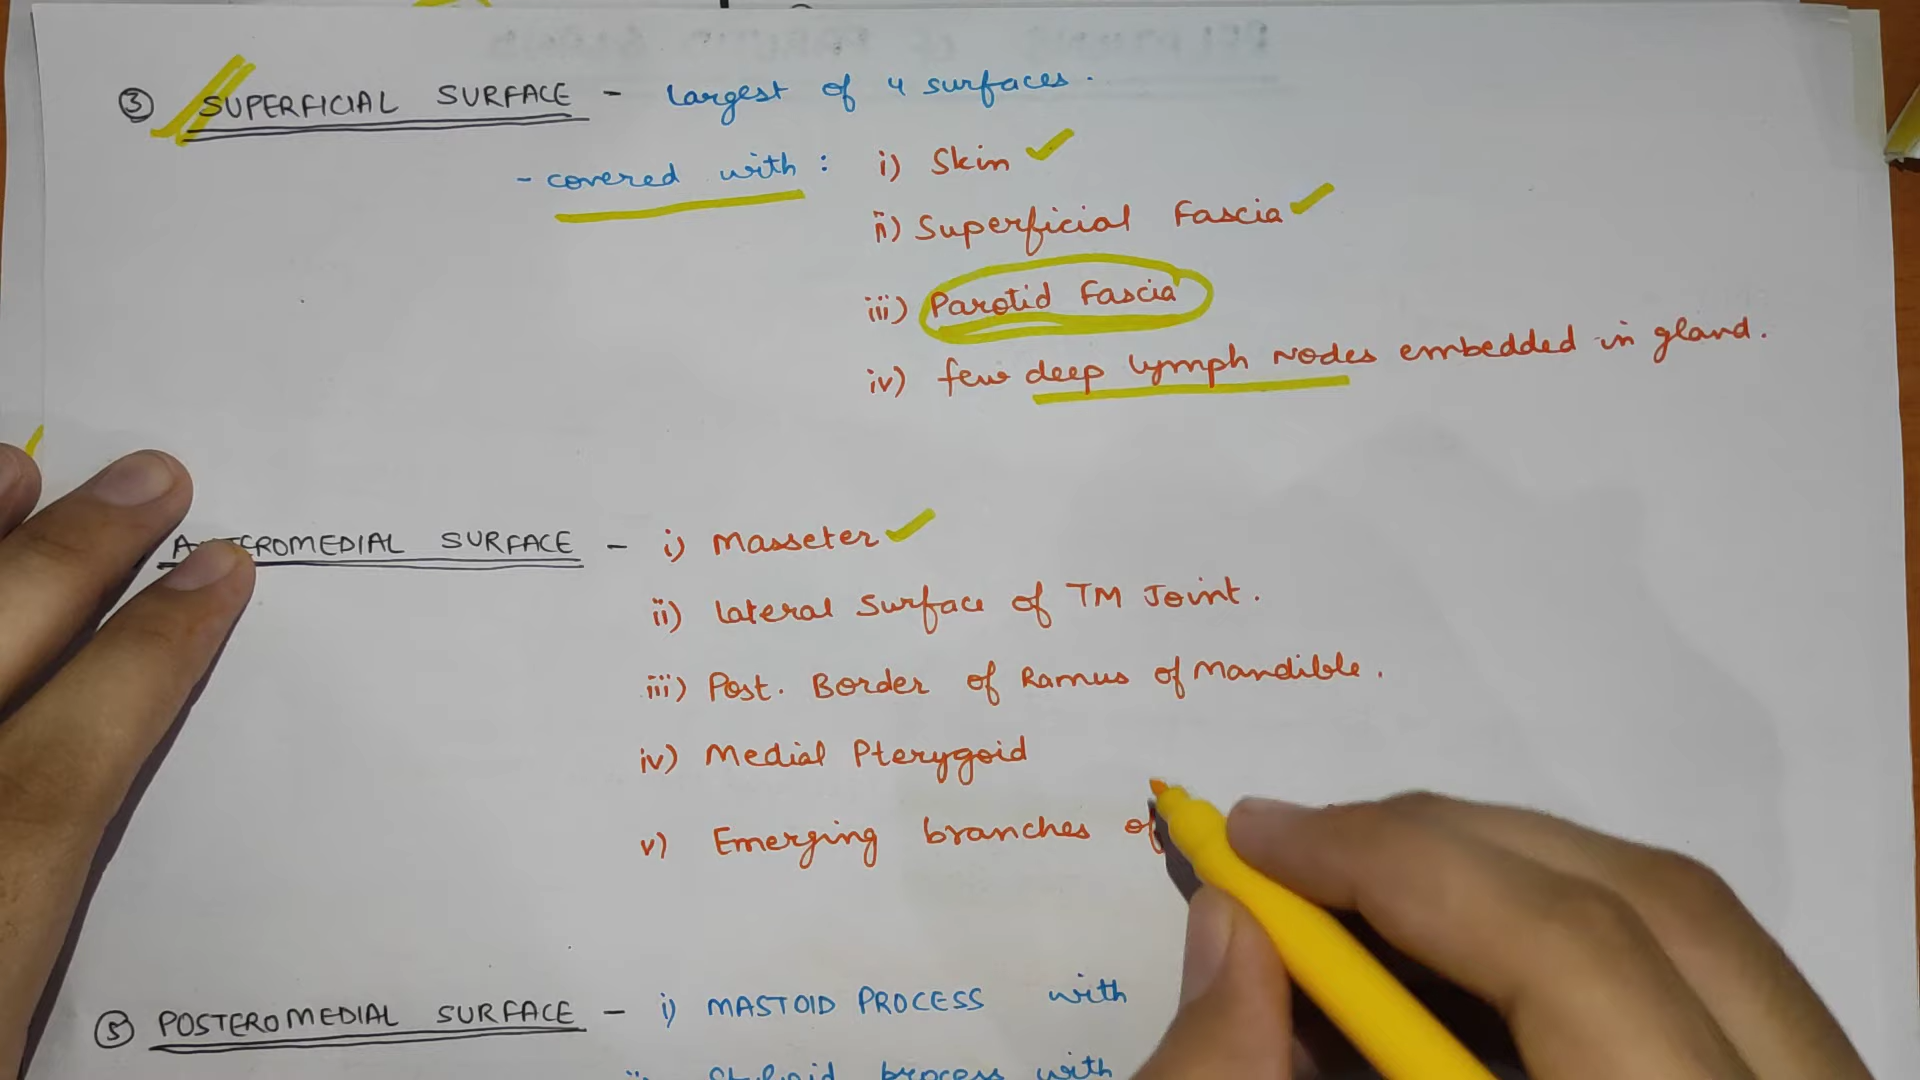 ③ SUPERFICIAL SURFACE - largest of 4 surfaces.
- covered with : i) Skin
ii) Superficial Fascia
iii) Parotid Fascia
iv) few deep lymph Nodes embedded in gland.
SURFACE - i) Masseter
ii) Lateral Surface of TM Joint.
iii) Post. Border of Ramus of Mandible.
iv) Medial Pterygoid
v) Emerging branches of
⑤ POSTEROMEDIAL SURFACE - i) MASTOID PROCESS with
process with